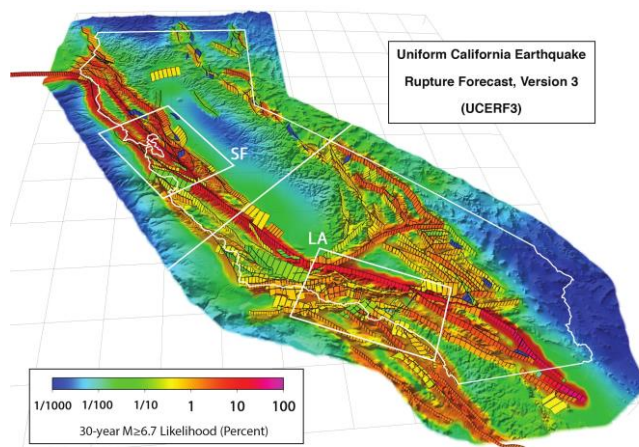 Uniform California Earthquake
Rupture Forecast, Version 3
(UCERF3)
SF
LA
1/1000 1/100 1/10 1 10 100
30-year M≥6.7 Likelihood (Percent)